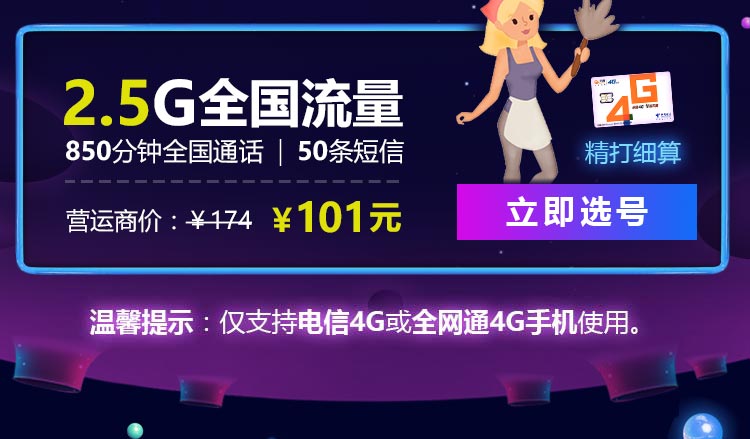 2.5G全国流量
850分钟全国通话 | 50条短信
营运商价：￥174 ￥101元
4G
精打细算
立即选号
温馨提示：仅支持电信4G或全网通4G手机使用。